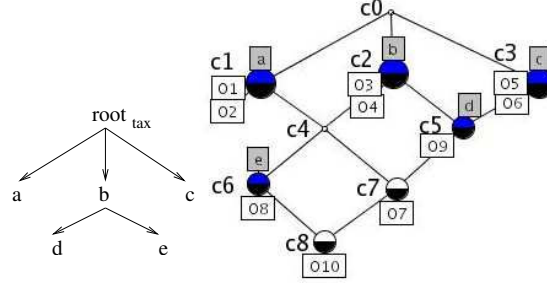 root tax
a b c
d e
c0
c1 a c2 b c3 c
O1 O3 O5
O2 O4 O6
c4 c5 d
O9
c6 e c7
O8 O7
c8
O10